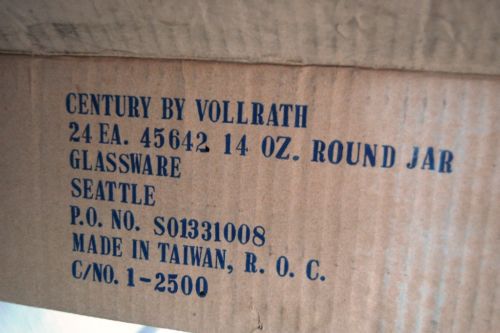 CENTURY BY VOLLRATH
24 EA. 45642 14 OZ. ROUND JAR
GLASSWARE
SEATTLE
P.O. NO. S01331008
MADE IN TAIWAN, R. O. C.
C/NO. 1-2500